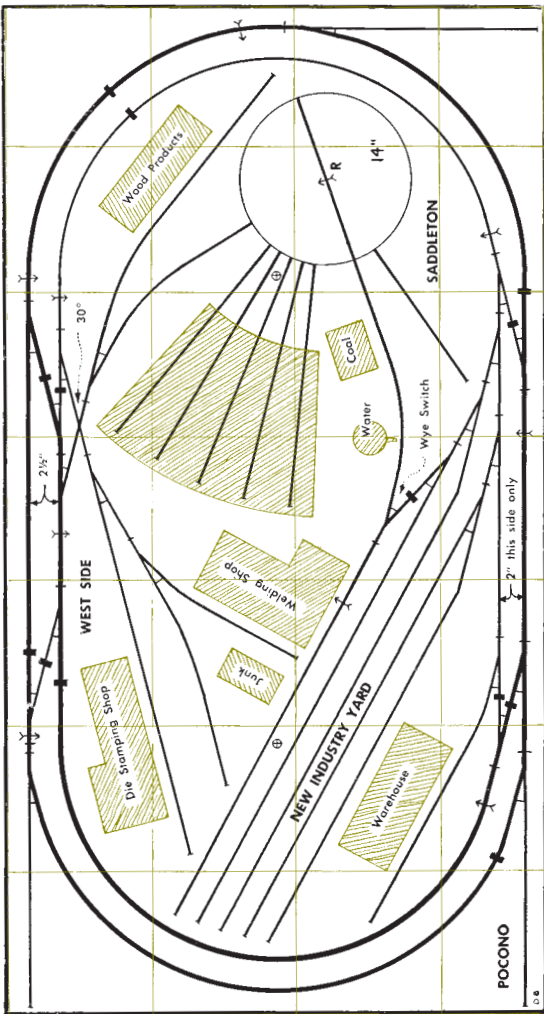 Wood Products
14"
R
SADDLETON
30°
Coal
2½"
Water
Wye Switch
WEST SIDE
Welding Shop
2" this side only
Junk
Die Stamping Shop
NEW INDUSTRY YARD
Warehouse
POCONO